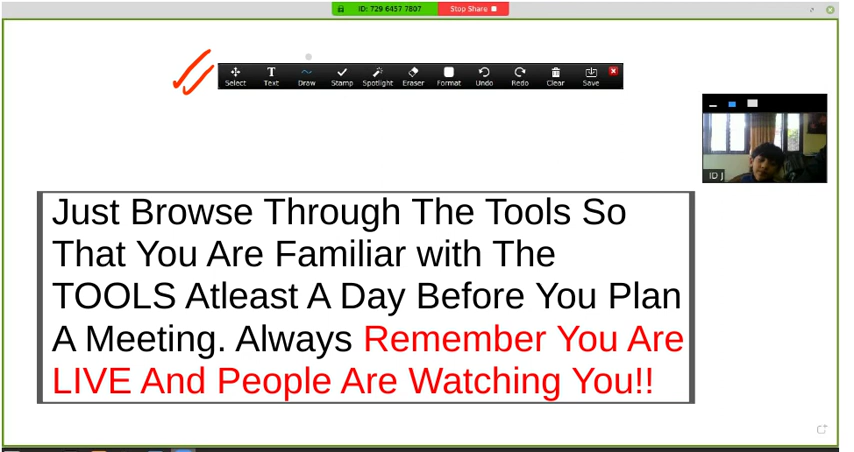 ID: 729 6457 7807 Stop Share
Select Text Draw Stamp Spotlight Eraser Format Undo Redo Clear Save
ID J
Just Browse Through The Tools So
That You Are Familiar with The
TOOLS Atleast A Day Before You Plan
A Meeting. Always Remember You Are
LIVE And People Are Watching You!!